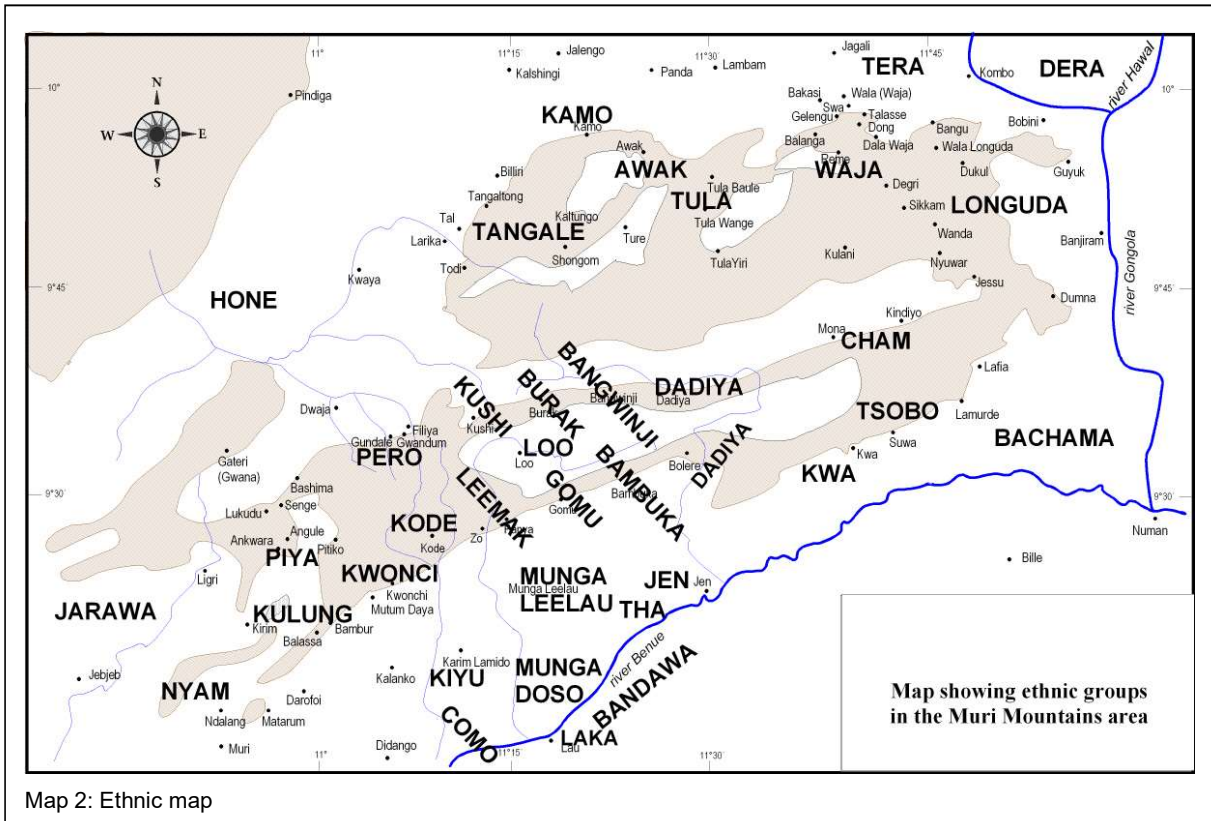 11°
11°15
11°30
11°45
Jalengo
Jagali
Kalshingi
Panda
Lambam
TERA
Kombo
DERA
river Hawal
10°
Pindiga
N
W
E
S
KAMO
Kamo
Bakasi
Wala (Waja)
Swa
Gelengu
Talasse
Dong
10°
Balanga
Dala Waja
Bangu
Bobini
Awak
AWAK
Reme
WAJA
Wala Longuda
Dukul
Guyuk
Billiri
Tula Baule
TULA
Degri
Tangaltong
Sikkam
LONGUDA
Tal
Kaltungo
Tula Wange
TANGALE
Ture
Wanda
Banjiram
Larika
Shongom
TulaYiri
Kulani
Nyuwar
Todi
Kwaya
Jessu
river Gongola
9°45
HONE
Dumna
9°45
Kindiyo
Mona
CHAM
BANGWINJI
Lafia
KUSHI
BURAK
DADIYA
Dwaja
Burak
Bangwinji
Dadiya
TSOBO
Lamurde
Kushi
Filiya
Gundale
Gwandum
PERO
LOO
Loo
DADIYA
Suwa
BACHAMA
Gateri
(Gwana)
Bolere
Kwa
KWA
Bashima
LEEMAK
GOMU
BAMBUKA
9°30
Bambuka
9°30
Lukudu
Senge
Gomu
KODE
Numan
Ankwara
Angule
Pitiko
Kode
Zo
PIYA
Bille
KWONCI
MUNGA
LEELAU
Munga Leelau
JEN
Jen
Ligri
Kwonchi
Mutum Daya
THA
JARAWA
KULUNG
Kirim
Bambur
Balassa
river Benue
Karim Lamido
MUNGA
DOSO
Jebjeb
NYAM
Kalanko
KIYU
BANDAWA
Darofoi
Ndalang
Matarum
COMO
Muri
Didango
LAKA
Lau
11°
11°15
11°30
Map showing ethnic groups
in the Muri Mountains area
Map 2: Ethnic map